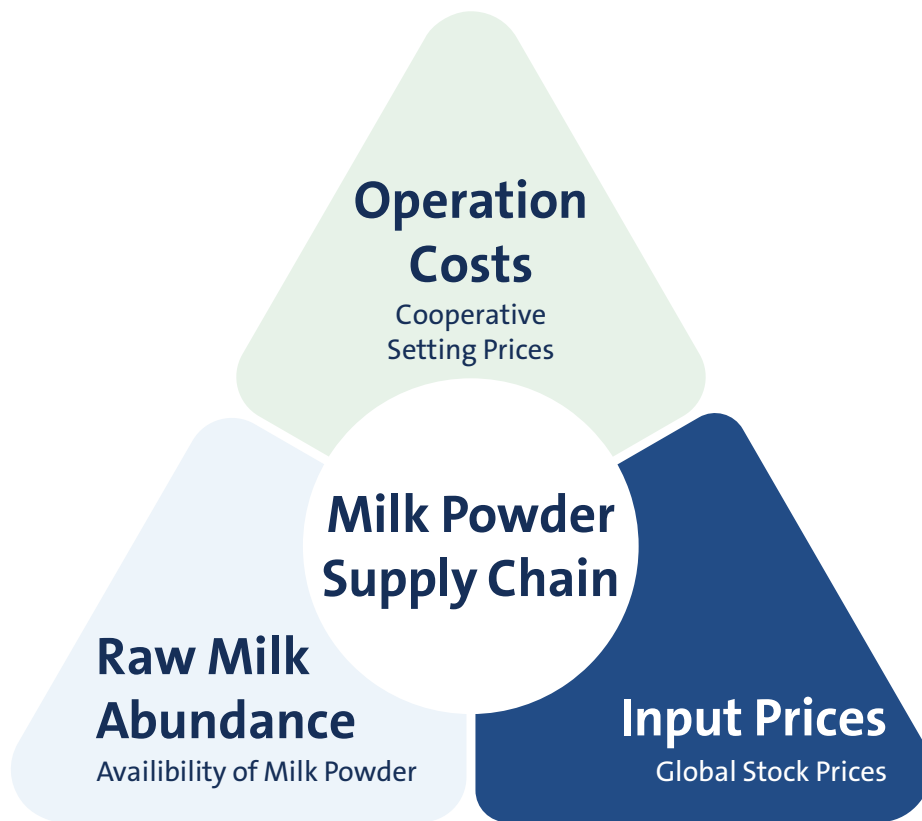 Operation
Costs
Cooperative
Setting Prices
Milk Powder
Supply Chain
Raw Milk
Abundance
Availibility of Milk Powder
Input Prices
Global Stock Prices